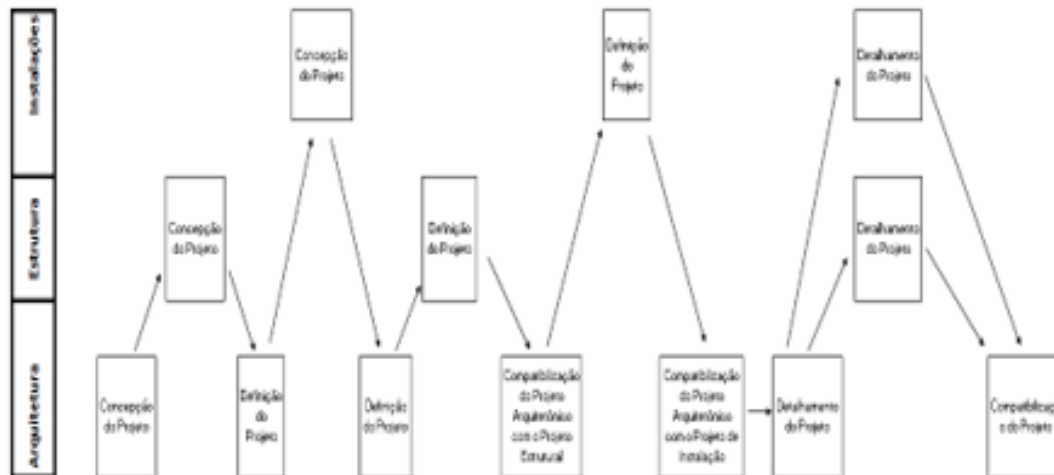 Instalações
Concepção
do Projeto
Definição
do
Projeto
Detalhamento
do Projeto
Estrutura
Concepção
do Projeto
Definição
do Projeto
Detalhamento
do Projeto
Arquitetura
Concepção
do Projeto
Definição
do
Projeto
Definição
do Projeto
Compatibilização
do Projeto
Arquitetônico
com o Projeto
Estrutural
Compatibilização
do Projeto
Arquitetônico
com o Projeto de
Instalação
Detalhamento
do Projeto
Compatibilizaçã
o do Projeto